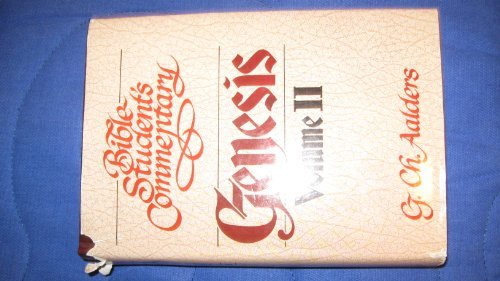 Bible
Student's
Commentary
Genesis
Volume II
G. Ch. Aalders